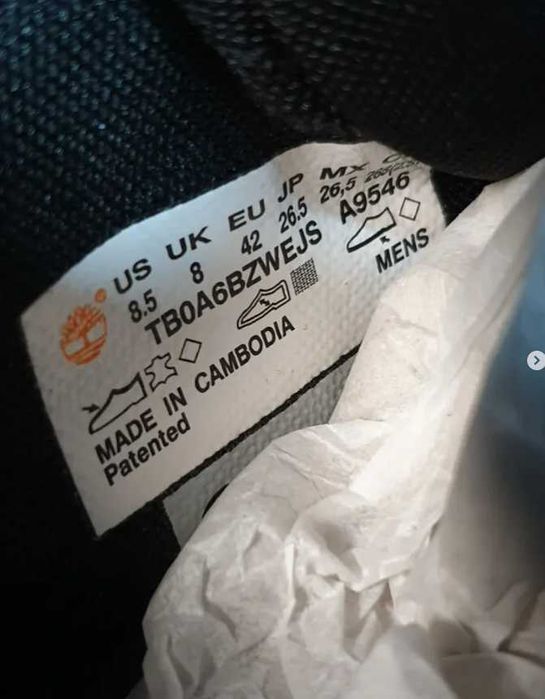 US UK EU JP MX
8.5 8 42 26.5 26,5
TB0A6BZWEJS A9546
MENS
MADE IN CAMBODIA
Patented